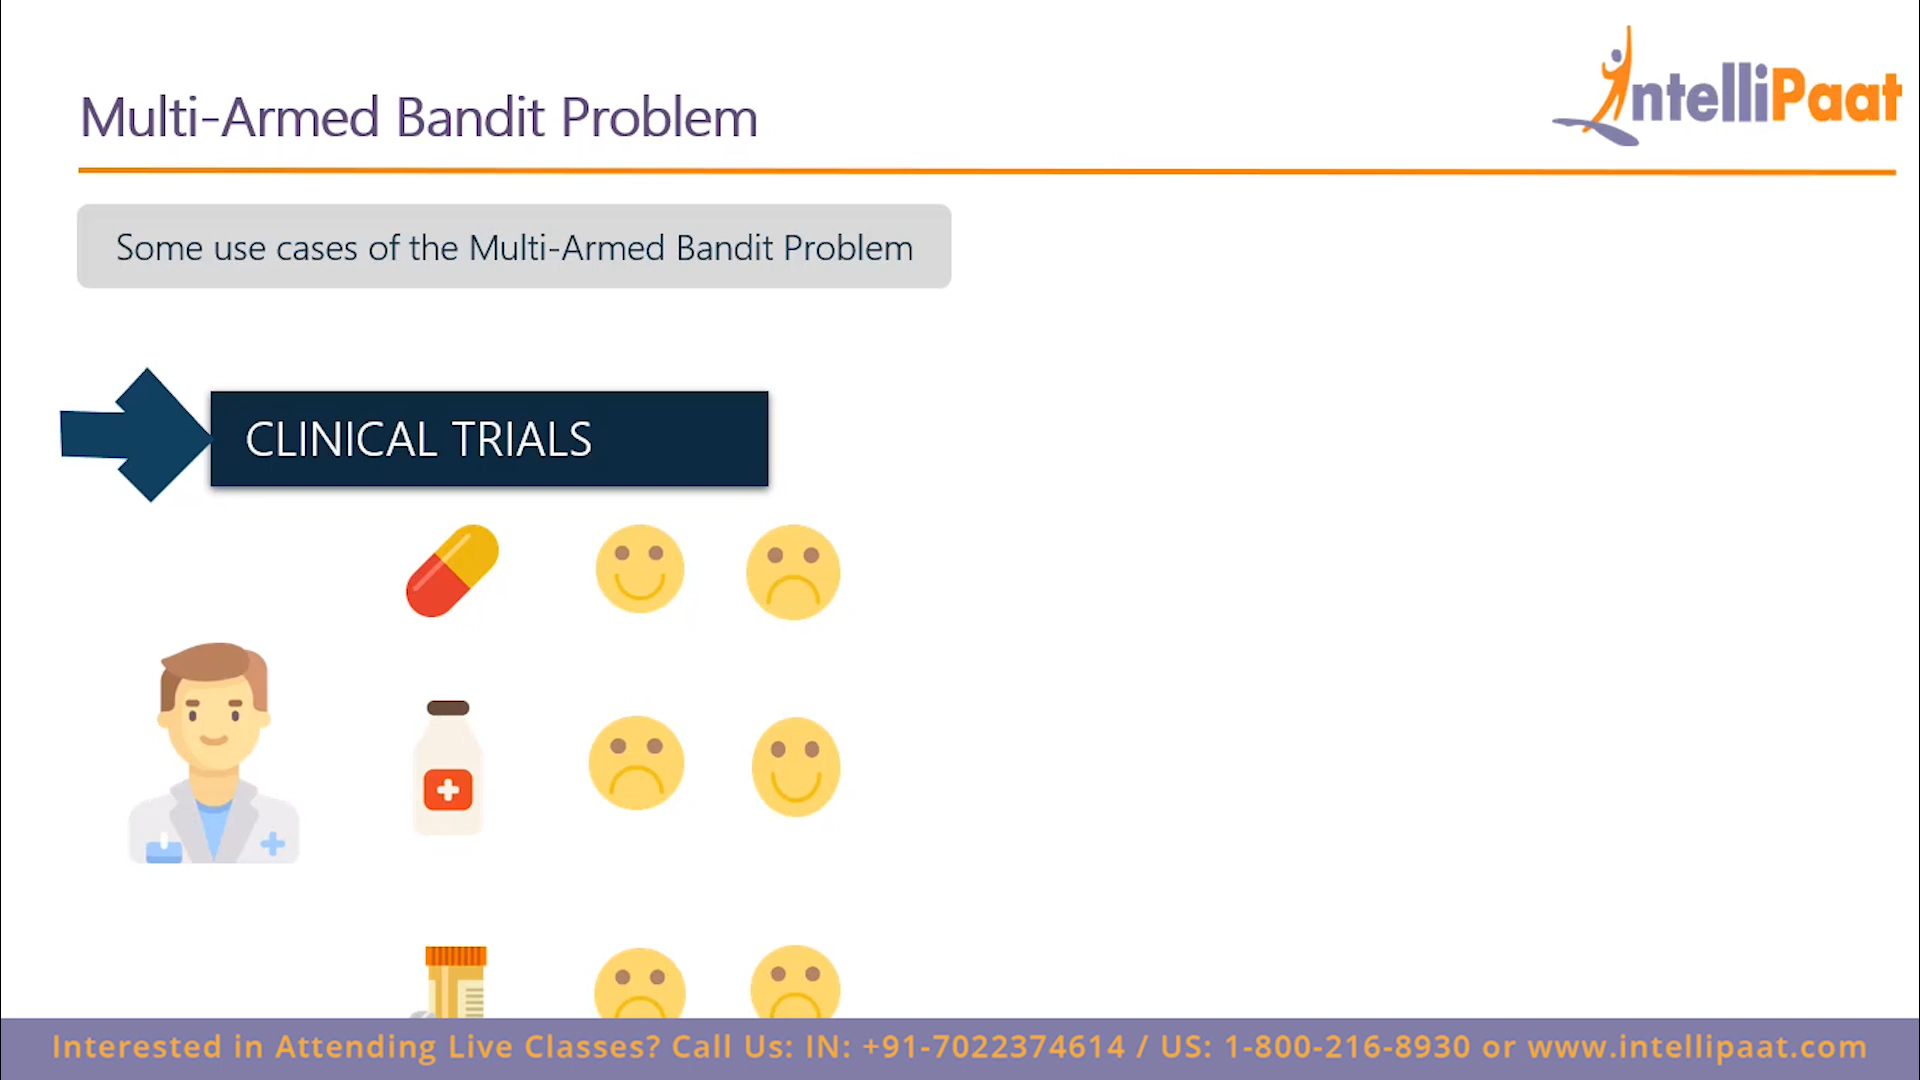 IntelliPaat
Multi-Armed Bandit Problem
Some use cases of the Multi-Armed Bandit Problem
CLINICAL TRIALS
Interested in Attending Live Classes? Call Us: IN: +91-7022374614 / US: 1-800-216-8930 or www.intellipaat.com